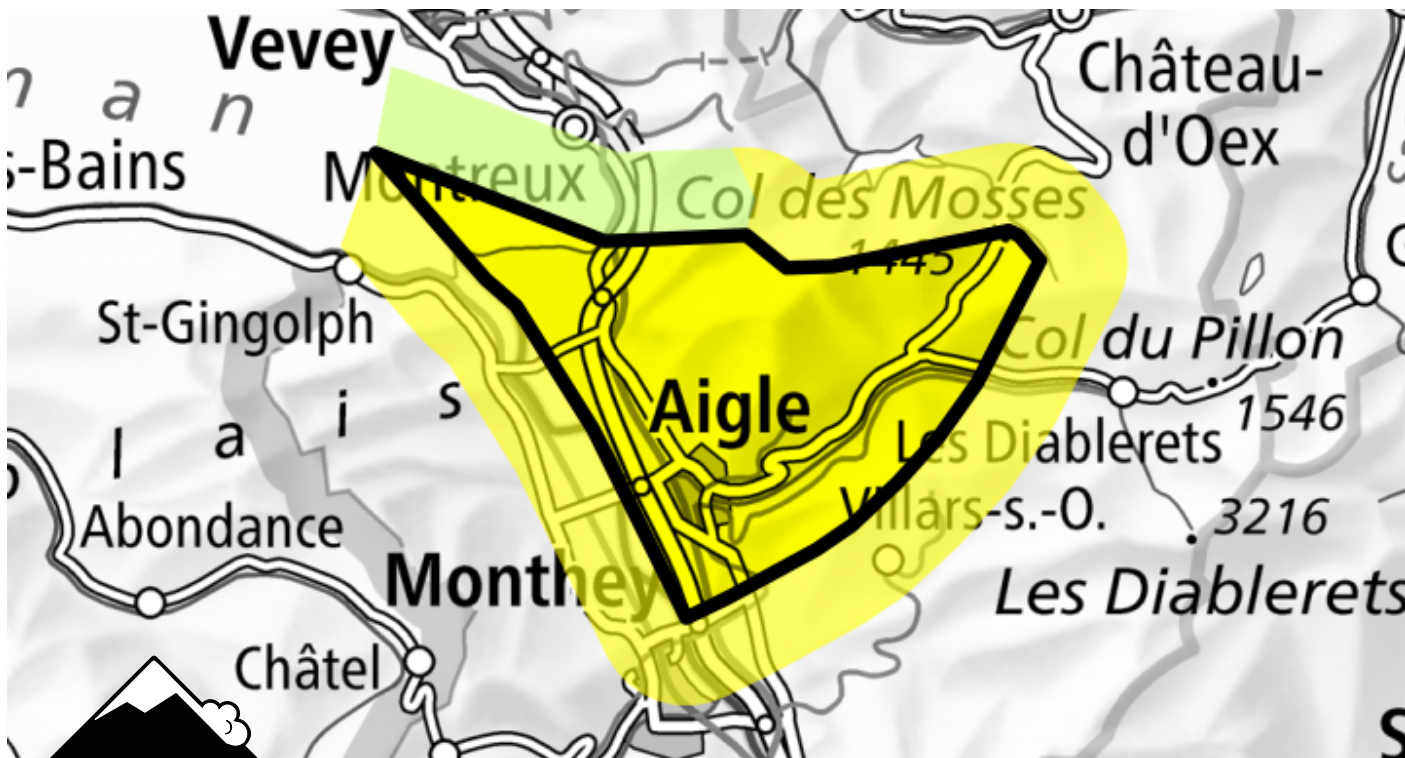 Vevey
Château-
d'Oex
n a n
s-Bains
Montreux
Col des Mosses
1445
St-Gingolph
Col du Pillon
1546
l a i s
Aigle
Les Diablerets
Villars-s.-O.
3216
Abondance
Monthey
Les Diablerets
Châtel
S